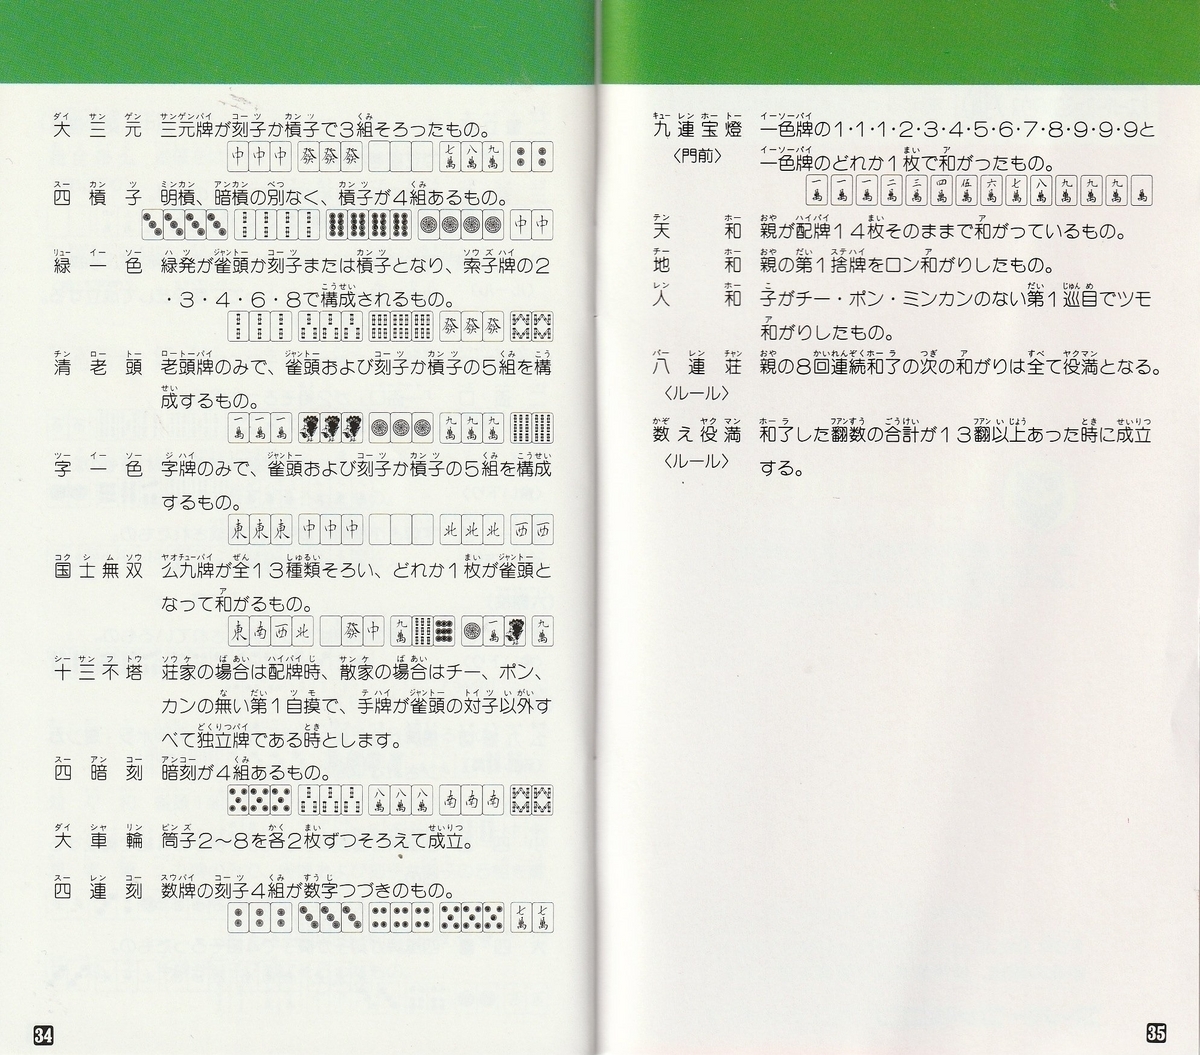 大三元 三元牌が刻子か槓子で3組そろったもの。
四槓子 明槓、暗槓の別なく、槓子が4組あるもの。
緑一色 緑発が雀頭か刻子または槓子となり、索子牌の2
・3・4・6・8で構成されるもの。
清老頭 老頭牌のみで、雀頭および刻子か槓子の5組を構
成するもの。
字一色 字牌のみで、雀頭および刻子か槓子の5組を構成
するもの。
国士無双 么九牌が全13種類そろい、どれか1枚が雀頭と
なって和がるもの。
十三不塔 荘家の場合は配牌時、散家の場合はチー、ポン、
カンの無い第1自摸で、手牌が雀頭の対子以外す
べて独立牌である時とします。
四暗刻 暗刻が4組あるもの。
大車輪 筒子2〜8を各2枚ずつそろえて成立。
四連刻 数牌の刻子4組が数字つづきのもの。
34
九連宝燈 一色牌の1・1・1・2・3・4・5・6・7・8・9・9・9と
〈門前〉 一色牌のどれか1枚で和がったもの。
天和 親が配牌14枚そのままで和がっているもの。
地和 親の第1捨牌をロン和がりしたもの。
人和 子がチー・ポン・ミンカンのない第1巡目でツモ
和がりしたもの。
八連荘 親の8回連続和了の次の和がりは全て役満となる。
〈ルール〉
数え役満 和了した翻数の合計が13翻以上あった時に成立
〈ルール〉 する。
35